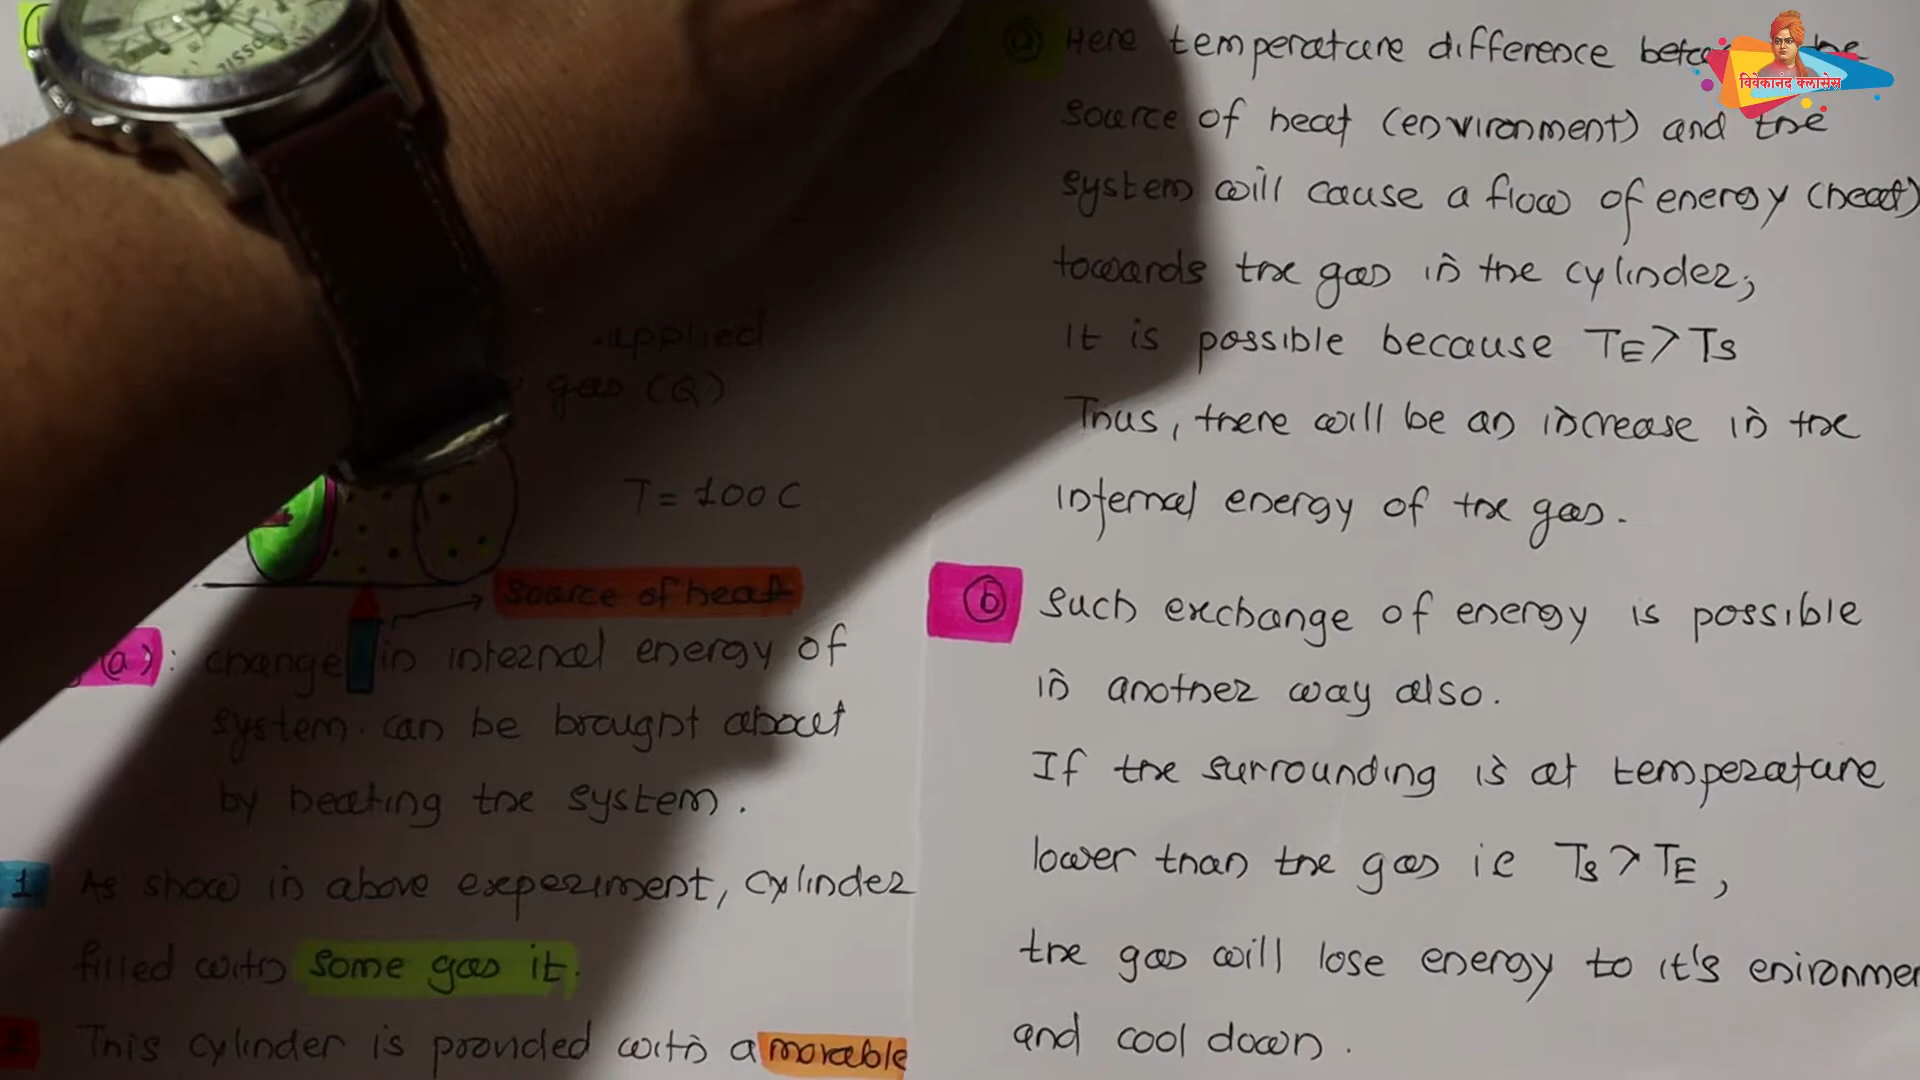 FOSSIL
applied
gas (Q)
T = 100 C
source of heat
(a): change in internal energy of
system. can be brought about
by heating the system.
1 As show in above experiment, cylinder
filled with some gas it.
2 This cylinder is provided with a movable
(a) Here temperature difference the
source of heat (environment) and the
system will cause a flow of energy (heat)
towards the gas in the cylinder,
It is possible because TE > Ts
Thus, there will be an increase in the
internal energy of the gas.
(b) such exchange of energy is possible
in another way also.
If the surrounding is at temperature
lower than the gas ie Ts > TE,
the gas will lose energy to it's enironmen
and cool down.
विवेकानंद क्लासेस